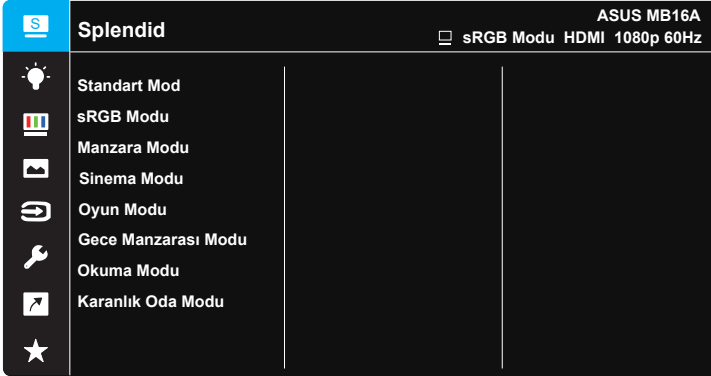 S
Splendid
ASUS MB16A
sRGB Modu HDMI 1080p 60Hz
Standart Mod
sRGB Modu
Manzara Modu
Sinema Modu
Oyun Modu
Gece Manzarası Modu
Okuma Modu
Karanlık Oda Modu